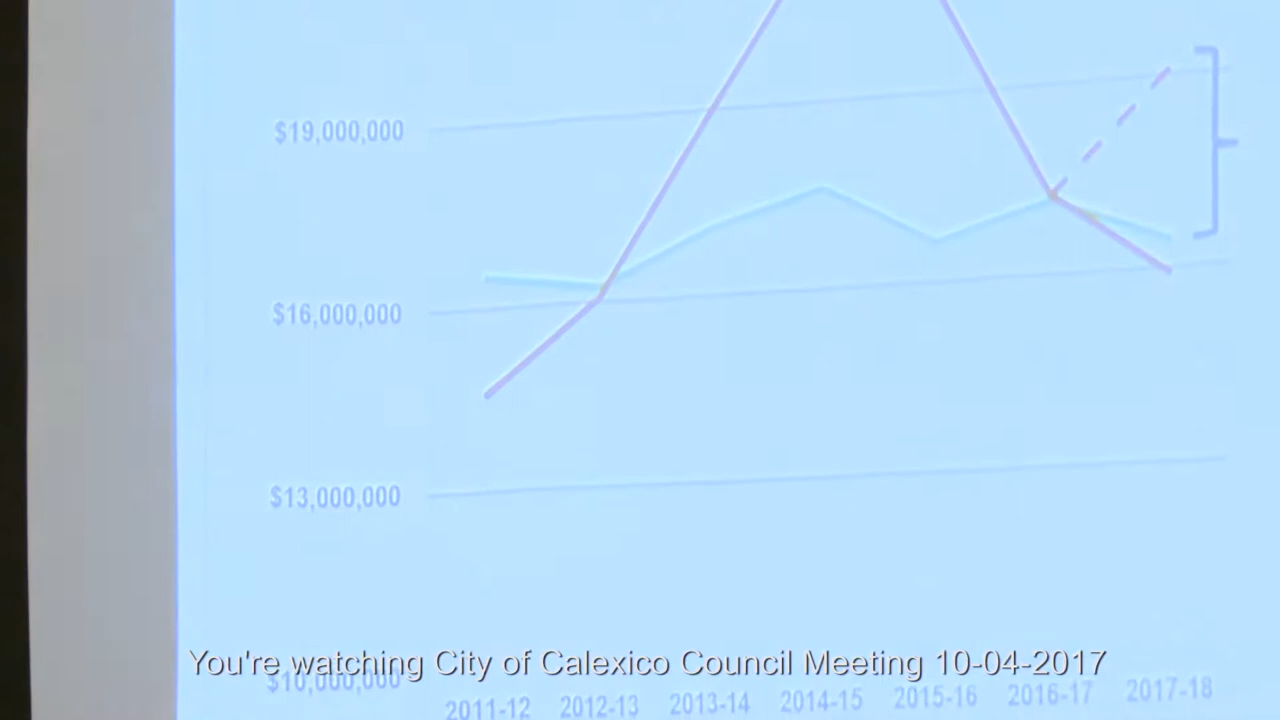 $19,000,000
$16,000,000
$13,000,000
$10,000,000
You're watching City of Calexico Council Meeting 10-04-2017
2011-12 2012-13 2013-14 2014-15 2015-16 2016-17 2017-18